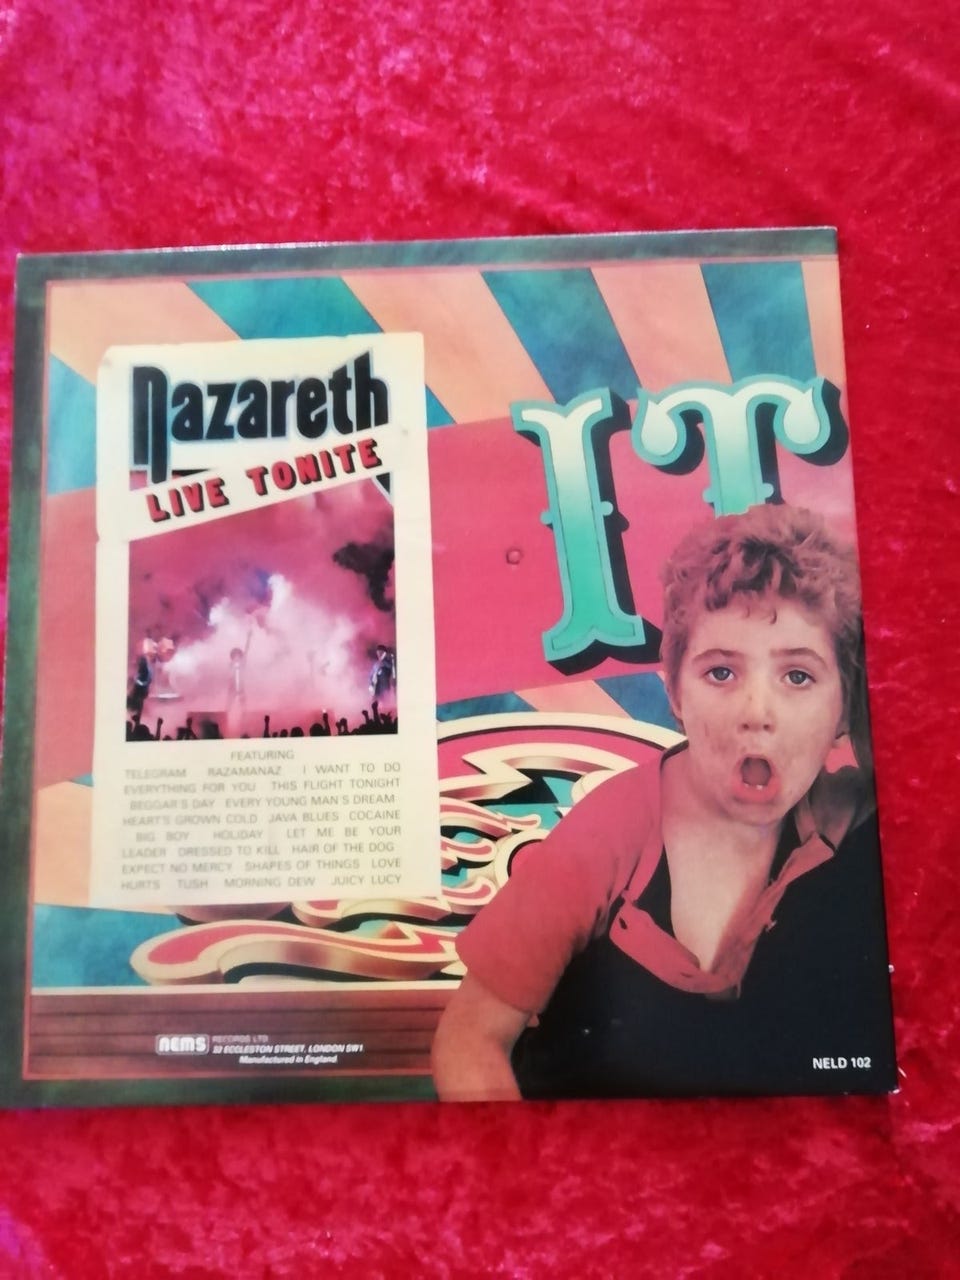 nazareth
LIVE TONITE
IT
FEATURING
TELEGRAM RAZAMANAZ I WANT TO DO
EVERYTHING FOR YOU THIS FLIGHT TONIGHT
BEGGAR'S DAY EVERY YOUNG MAN'S DREAM
HEART'S GROWN COLD JAVA BLUES COCAINE
BIG BOY HOLIDAY LET ME BE YOUR
LEADER DRESSED TO KILL HAIR OF THE DOG
EXPECT NO MERCY SHAPES OF THINGS LOVE
HURTS TUSH MORNING DEW JUICY LUCY
nems RECORDS LTD
22 ECCLESTON STREET, LONDON SW1
Manufactured in England
NELD 102